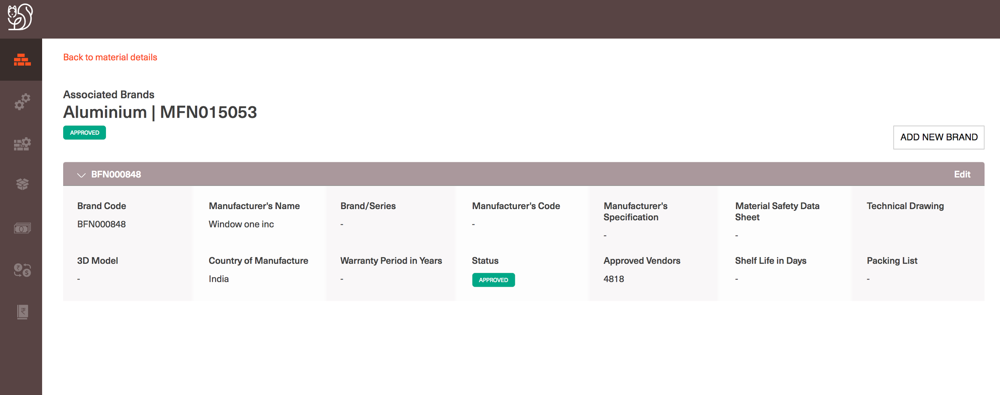 Back to material details
Associated Brands
Aluminium | MFN015053
APPROVED
ADD NEW BRAND
BFN000848
Edit
Brand Code
BFN000848
Manufacturer's Name
Window one inc
Brand/Series
-
Manufacturer's Code
-
Manufacturer's
Specification
-
Material Safety Data
Sheet
-
Technical Drawing
3D Model
-
Country of Manufacture
India
Warranty Period in Years
-
Status
APPROVED
Approved Vendors
4818
Shelf Life in Days
-
Packing List
-